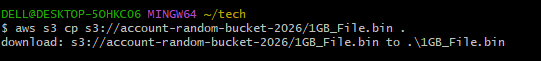 DELL@DESKTOP-5OHKCO6 MINGW64 ~/tech
$ aws s3 cp s3://account-random-bucket-2026/1GB_File.bin .
download: s3://account-random-bucket-2026/1GB_File.bin to .\1GB_File.bin